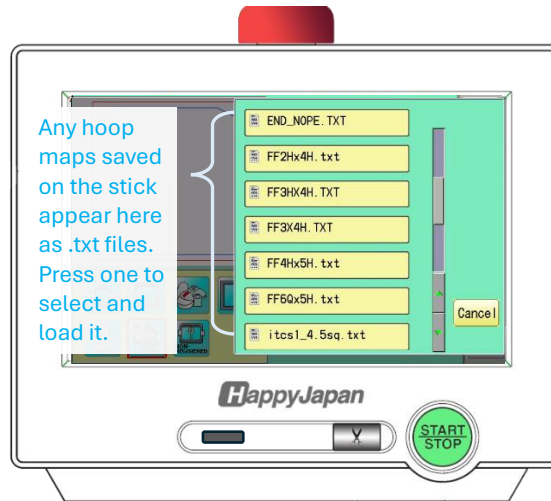 Any hoop
maps saved
on the stick
appear here
as .txt files.
Press one to
select and
load it.
END_NOPE.TXT
FF2Hx4H.txt
FF3HX4H.TXT
FF3X4H.TXT
FF4Hx5H.txt
FF6Qx5H.txt
itcs1_4.5sq.txt
Cancel
HappyJapan
START
STOP